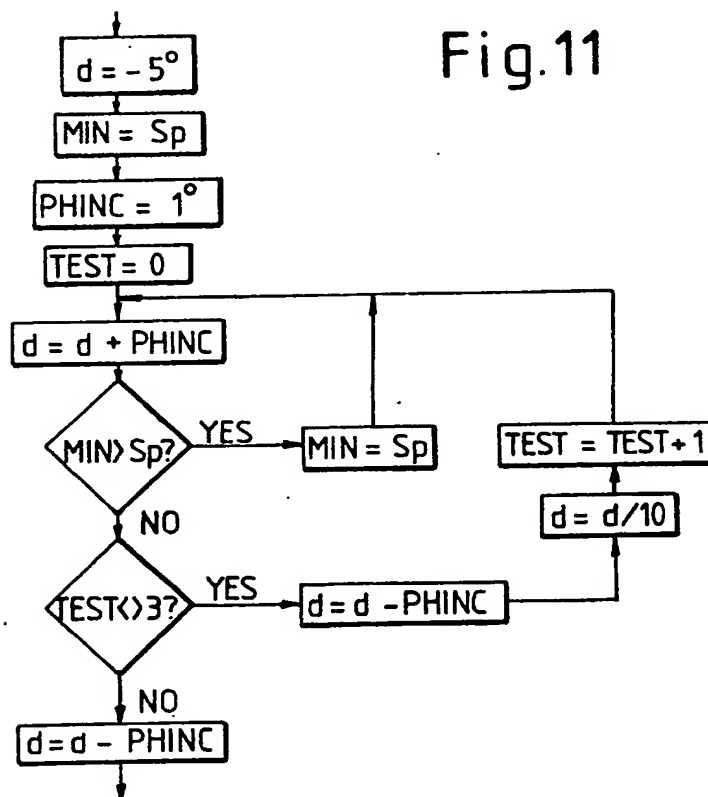 Fig.11
d = - 5°
MIN = Sp
PHINC = 1°
TEST = 0
d = d + PHINC
MIN>Sp?
YES
MIN = Sp
TEST = TEST+1
d = d/10
NO
TEST<>3?
YES
d=d -PHINC
NO
d=d - PHINC